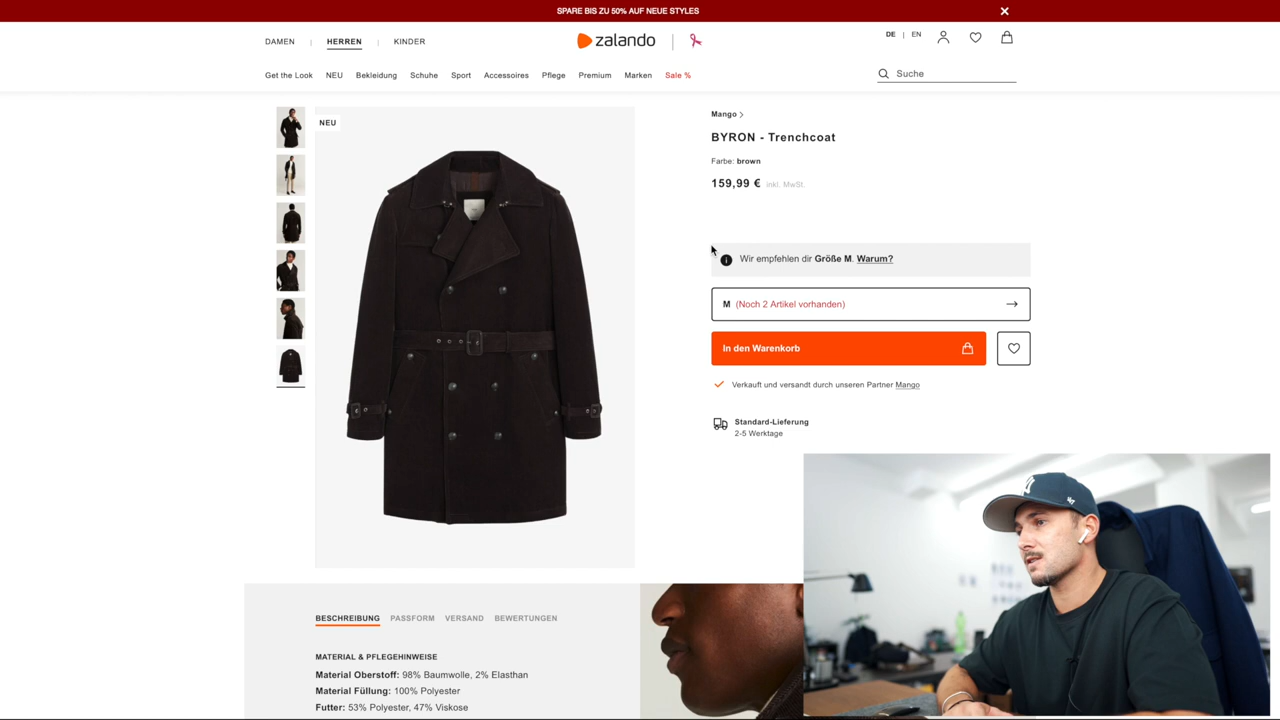 SPARE BIS ZU 50% AUF NEUE STYLES
DAMEN | HERREN | KINDER
zalando
DE | EN
Get the Look NEU Bekleidung Schuhe Sport Accessoires Pflege Premium Marken Sale %
Suche
NEU
Mango
BYRON - Trenchcoat
Farbe: brown
159,99 € inkl. MwSt.
Wir empfehlen dir Größe M. Warum?
M (Noch 2 Artikel vorhanden)
In den Warenkorb
Verkauft und versandt durch unseren Partner Mango
Standard-Lieferung
2-5 Werktage
BESCHREIBUNG PASSFORM VERSAND BEWERTUNGEN
MATERIAL & PFLEGEHINWEISE
Material Oberstoff: 98% Baumwolle, 2% Elasthan
Material Füllung: 100% Polyester
Futter: 53% Polyester, 47% Viskose